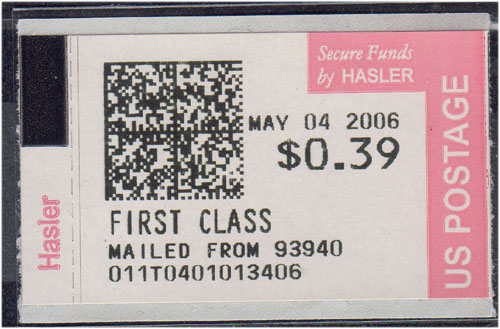 Secure Funds
by HASLER
MAY 04 2006
$0.39
FIRST CLASS
MAILED FROM 93940
011T0401013406
Hasler
US POSTAGE